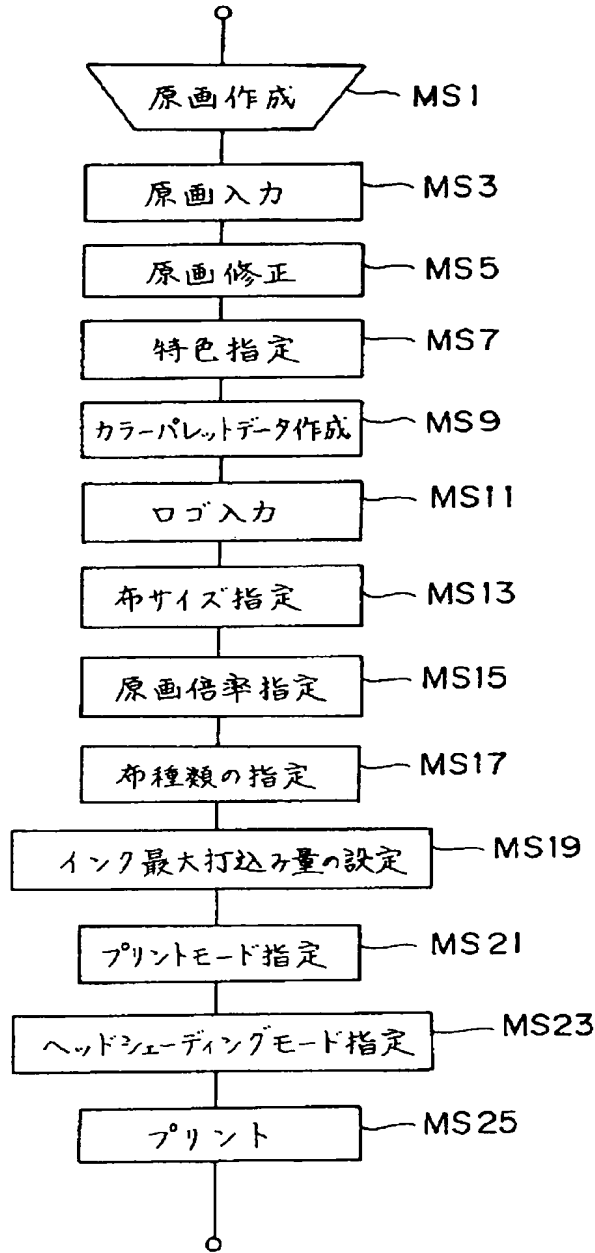 原画作成 MS1
原画入力 MS3
原画修正 MS5
特色指定 MS7
カラーパレットデータ作成 MS9
ロゴ入力 MS11
布サイズ指定 MS13
原画倍率指定 MS15
布種類の指定 MS17
インク最大打込み量の設定 MS19
プリントモード指定 MS21
ヘッドシェーディングモード指定 MS23
プリント MS25